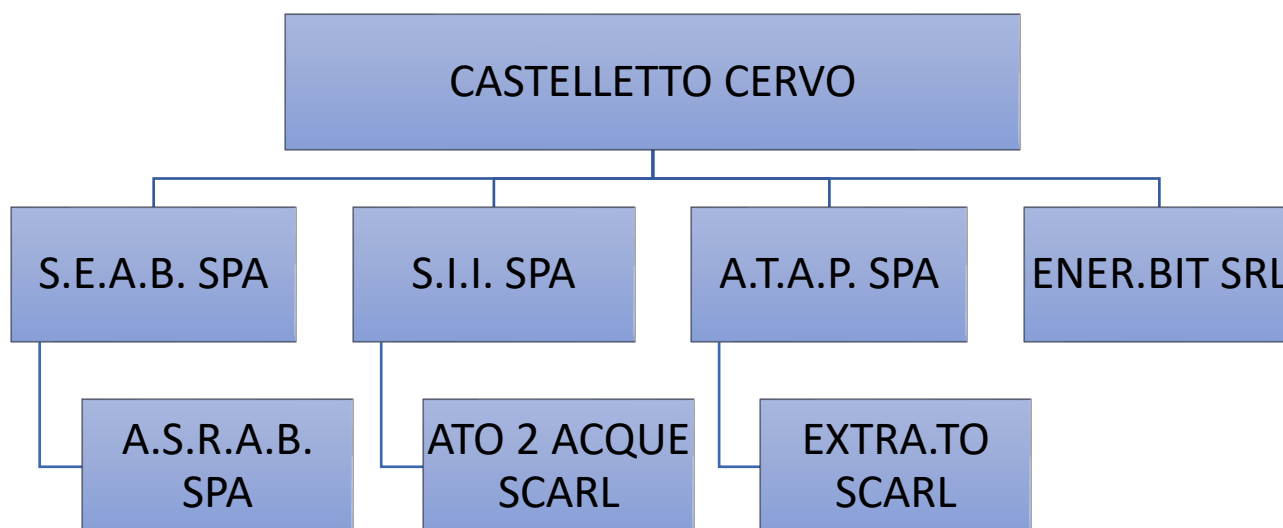 CASTELLETTO CERVO
S.E.A.B. SPA
S.I.I. SPA
A.T.A.P. SPA
ENER.BIT SRL
A.S.R.A.B.
SPA
ATO 2 ACQUE
SCARL
EXTRA.TO
SCARL